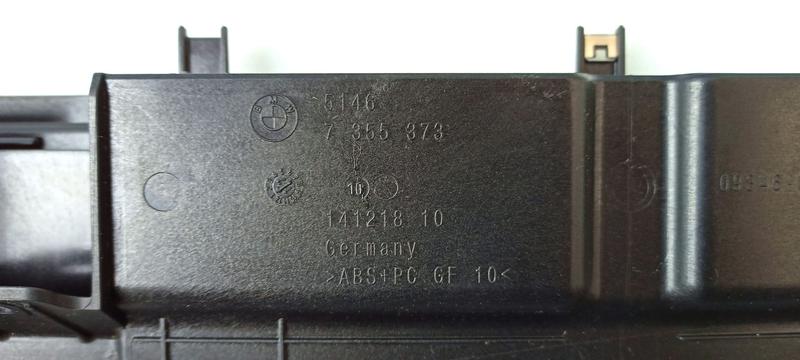 BMW
5146
7 355 373
10
141218 10
Germany
>ABS+PC GF 10<